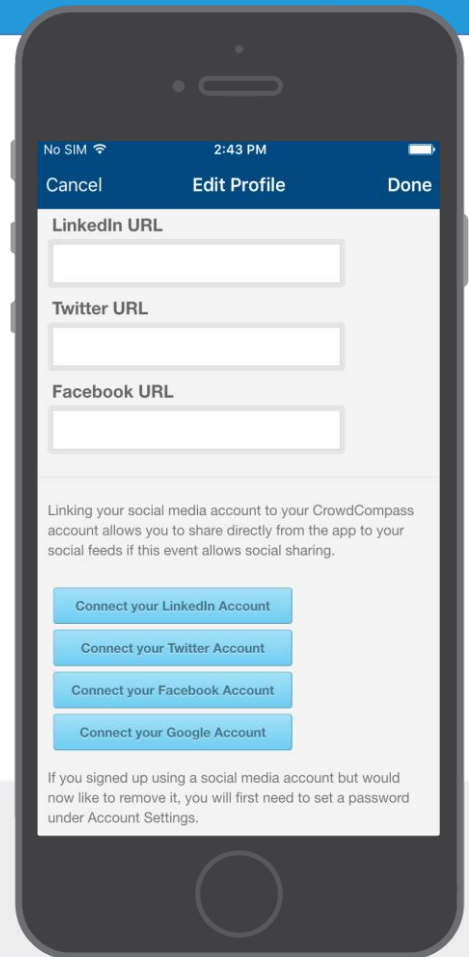 No SIM 2:43 PM
Cancel Edit Profile Done
LinkedIn URL
Twitter URL
Facebook URL
Linking your social media account to your CrowdCompass
account allows you to share directly from the app to your
social feeds if this event allows social sharing.
Connect your LinkedIn Account
Connect your Twitter Account
Connect your Facebook Account
Connect your Google Account
If you signed up using a social media account but would
now like to remove it, you will first need to set a password
under Account Settings.